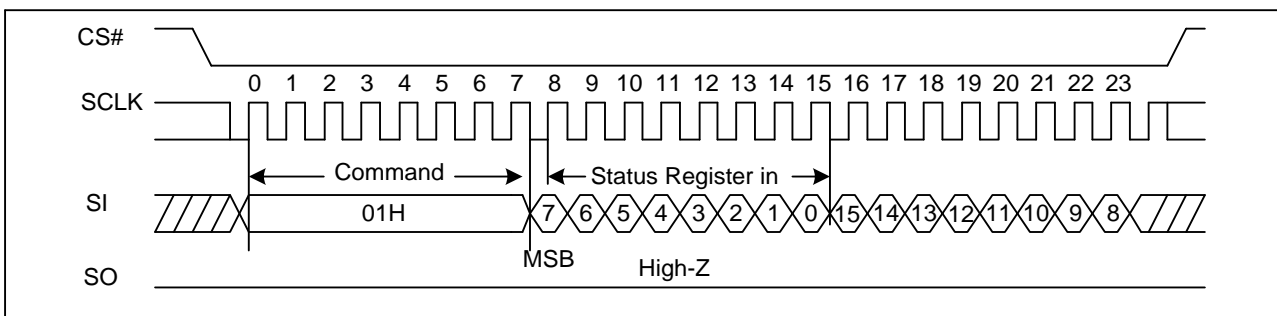 CS#
0 1 2 3 4 5 6 7 8 9 10 11 12 13 14 15 16 17 18 19 20 21 22 23
SCLK
Command Status Register in
SI 01H 7 6 5 4 3 2 1 0 15 14 13 12 11 10 9 8
MSB High-Z
SO